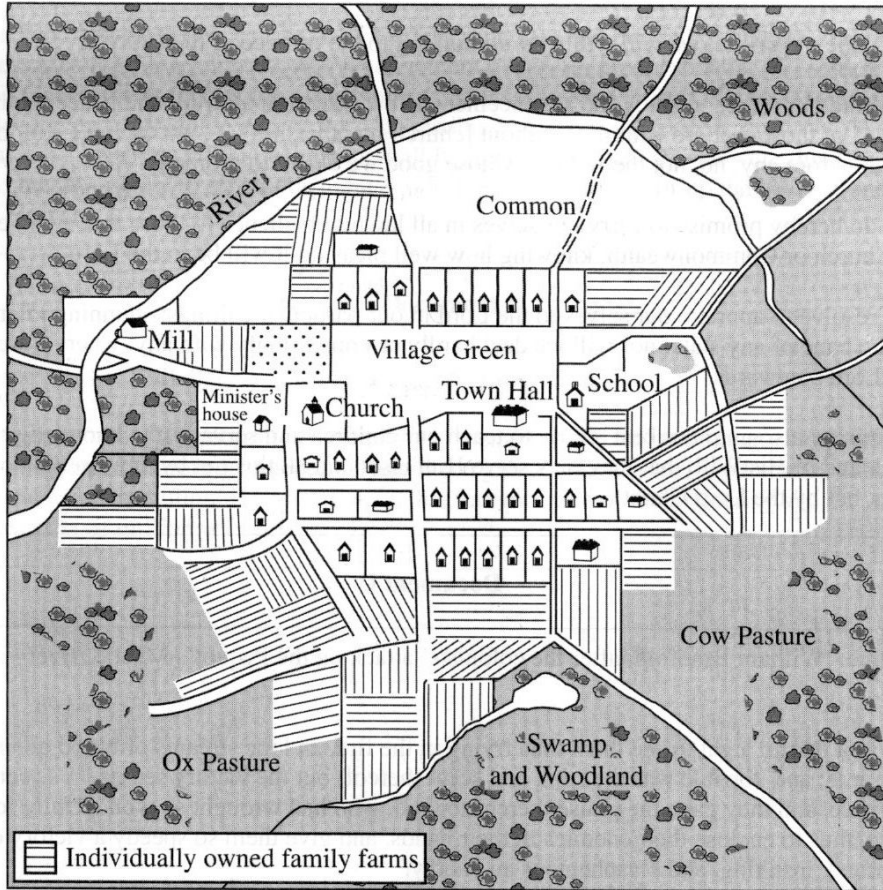 Woods
River
Common
Mill
Village Green
Minister's
house
Church
Town Hall
School
Cow Pasture
Ox Pasture
Swamp
and Woodland
Individually owned family farms